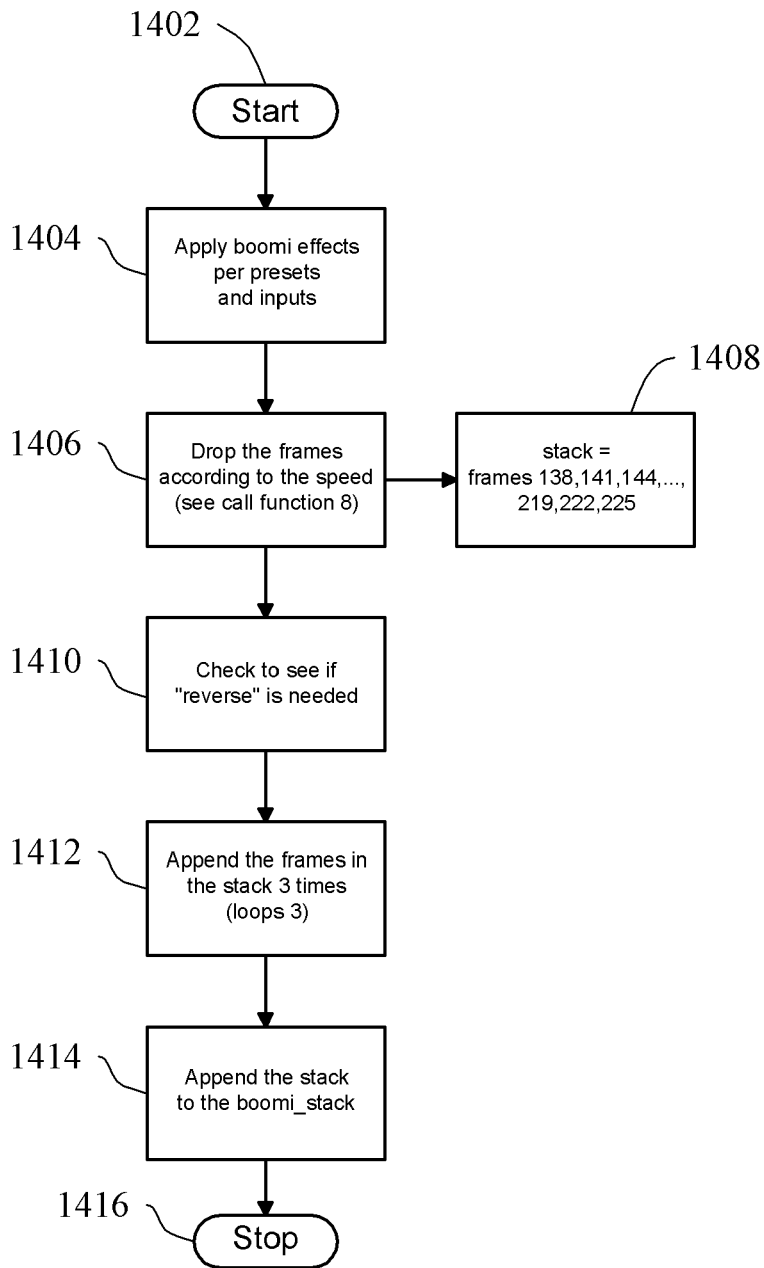 1402
Start
1404
Apply boomi effects
per presets
and inputs
1408
1406
Drop the frames
according to the speed
(see call function 8)
stack =
frames 138,141,144,...,
219,222,225
1410
Check to see if
"reverse" is needed
1412
Append the frames in
the stack 3 times
(loops 3)
1414
Append the stack
to the boomi_stack
1416
Stop